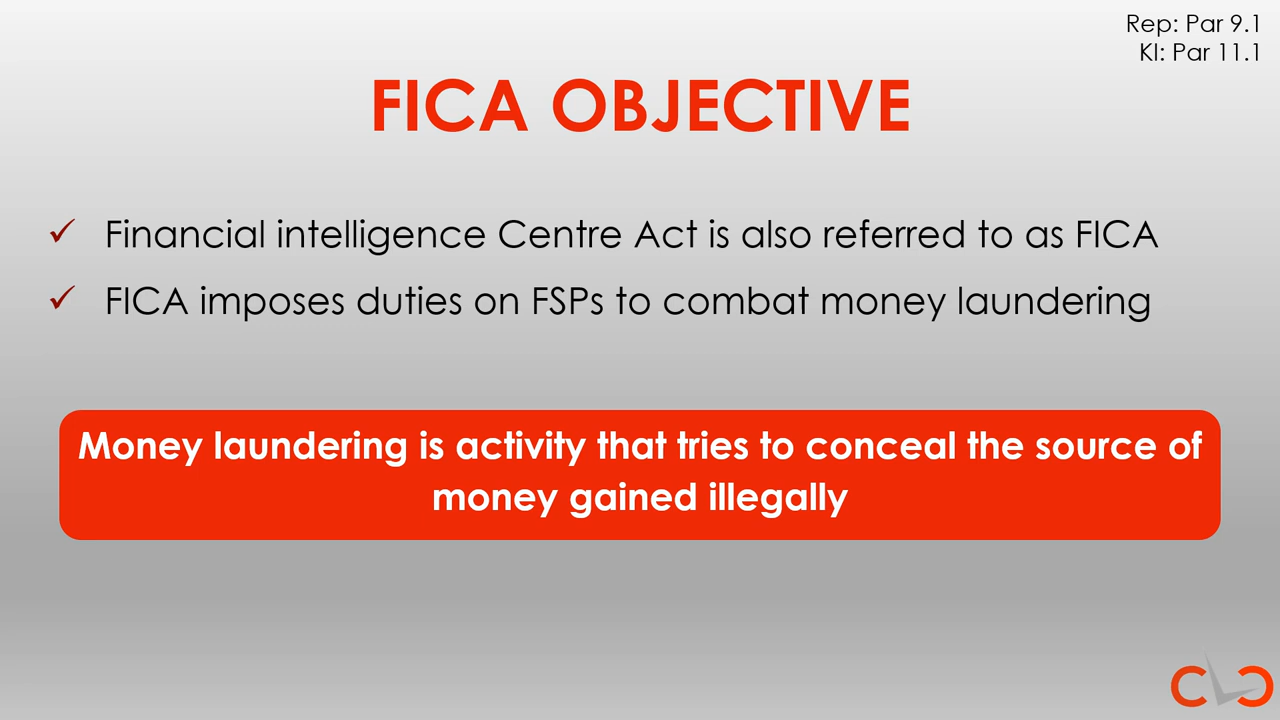 Rep: Par 9.1
KI: Par 11.1
FICA OBJECTIVE
Financial intelligence Centre Act is also referred to as FICA
FICA imposes duties on FSPs to combat money laundering
Money laundering is activity that tries to conceal the source of
money gained illegally
CLC